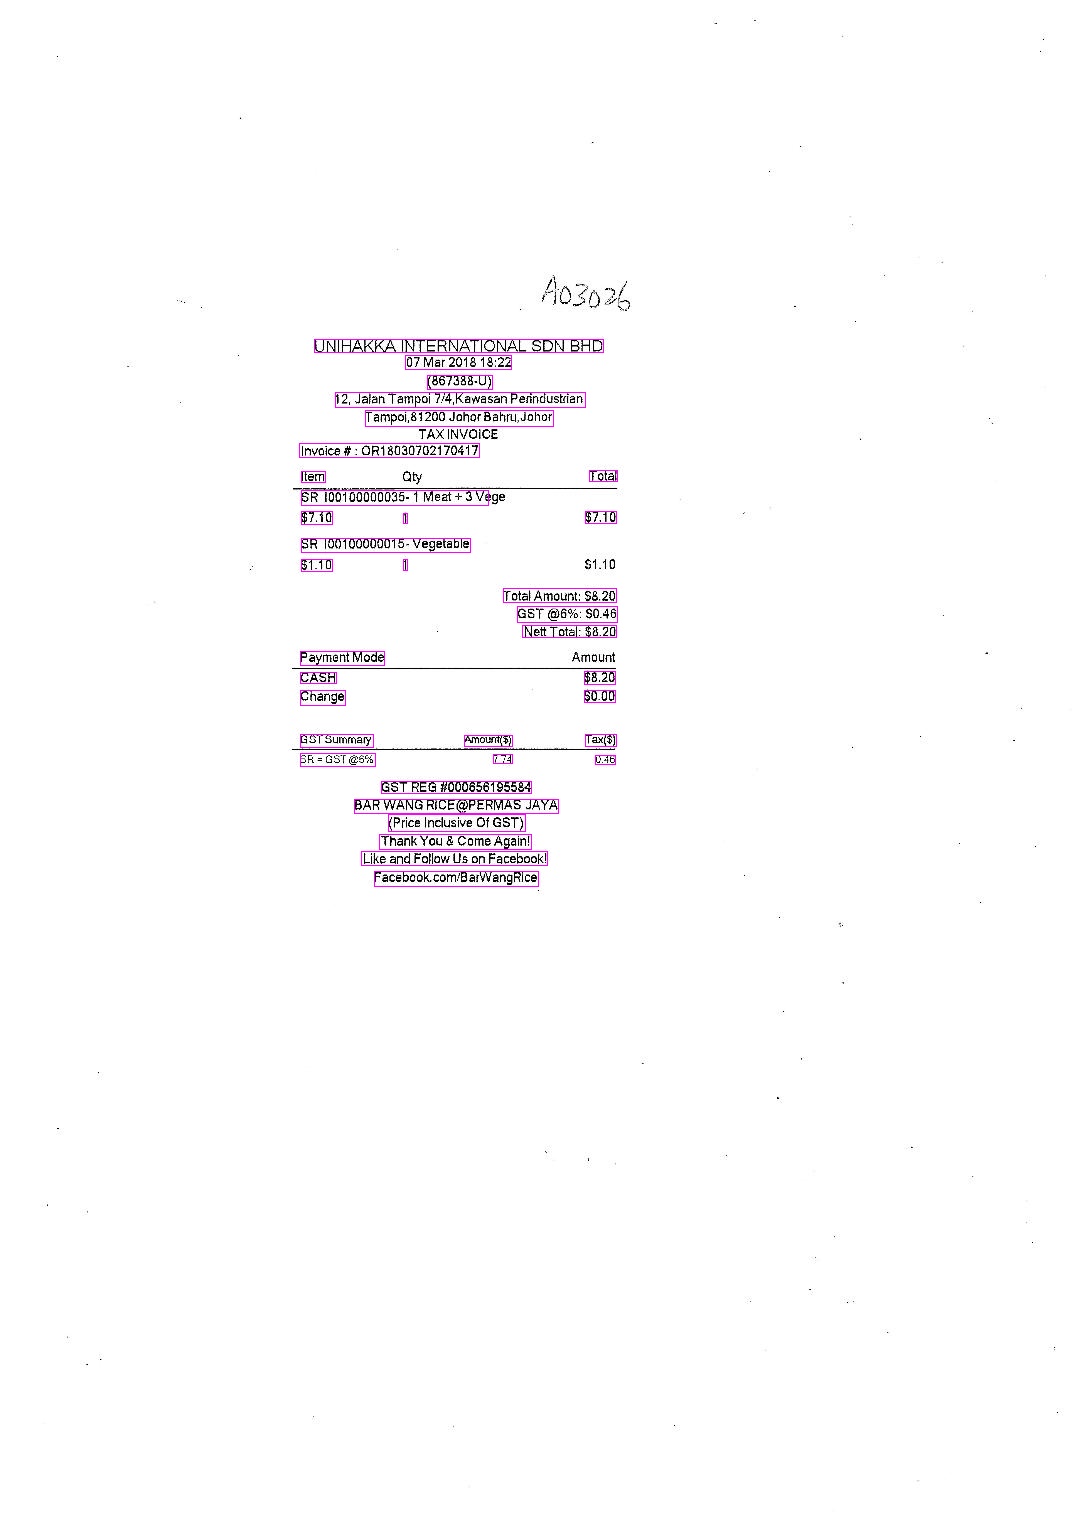 A03026
UNIHAKKA INTERNATIONAL SDN BHD
07 Mar 2018 18:22
(867388-U)
12, Jalan Tampoi 7/4,Kawasan Perindustrian
Tampoi,81200 Johor Bahru,Johor
TAX INVOICE
Invoice # : OR18030702170417
Item Qty Total
SR I00100000035- 1 Meat + 3 Vege
$7.10 1 $7.10
SR I00100000015- Vegetable
$1.10 1 $1.10
Total Amount: $8.20
GST @6%: $0.46
Nett Total: $8.20
Payment Mode Amount
CASH $8.20
Change $0.00
GST Summary Amount($) Tax($)
SR = GST @6% 7.74 0.46
GST REG #000656195584
BAR WANG RICE@PERMAS JAYA
(Price Inclusive Of GST)
Thank You & Come Again!
Like and Follow Us on Facebook!
Facebook.com/BarWangRice